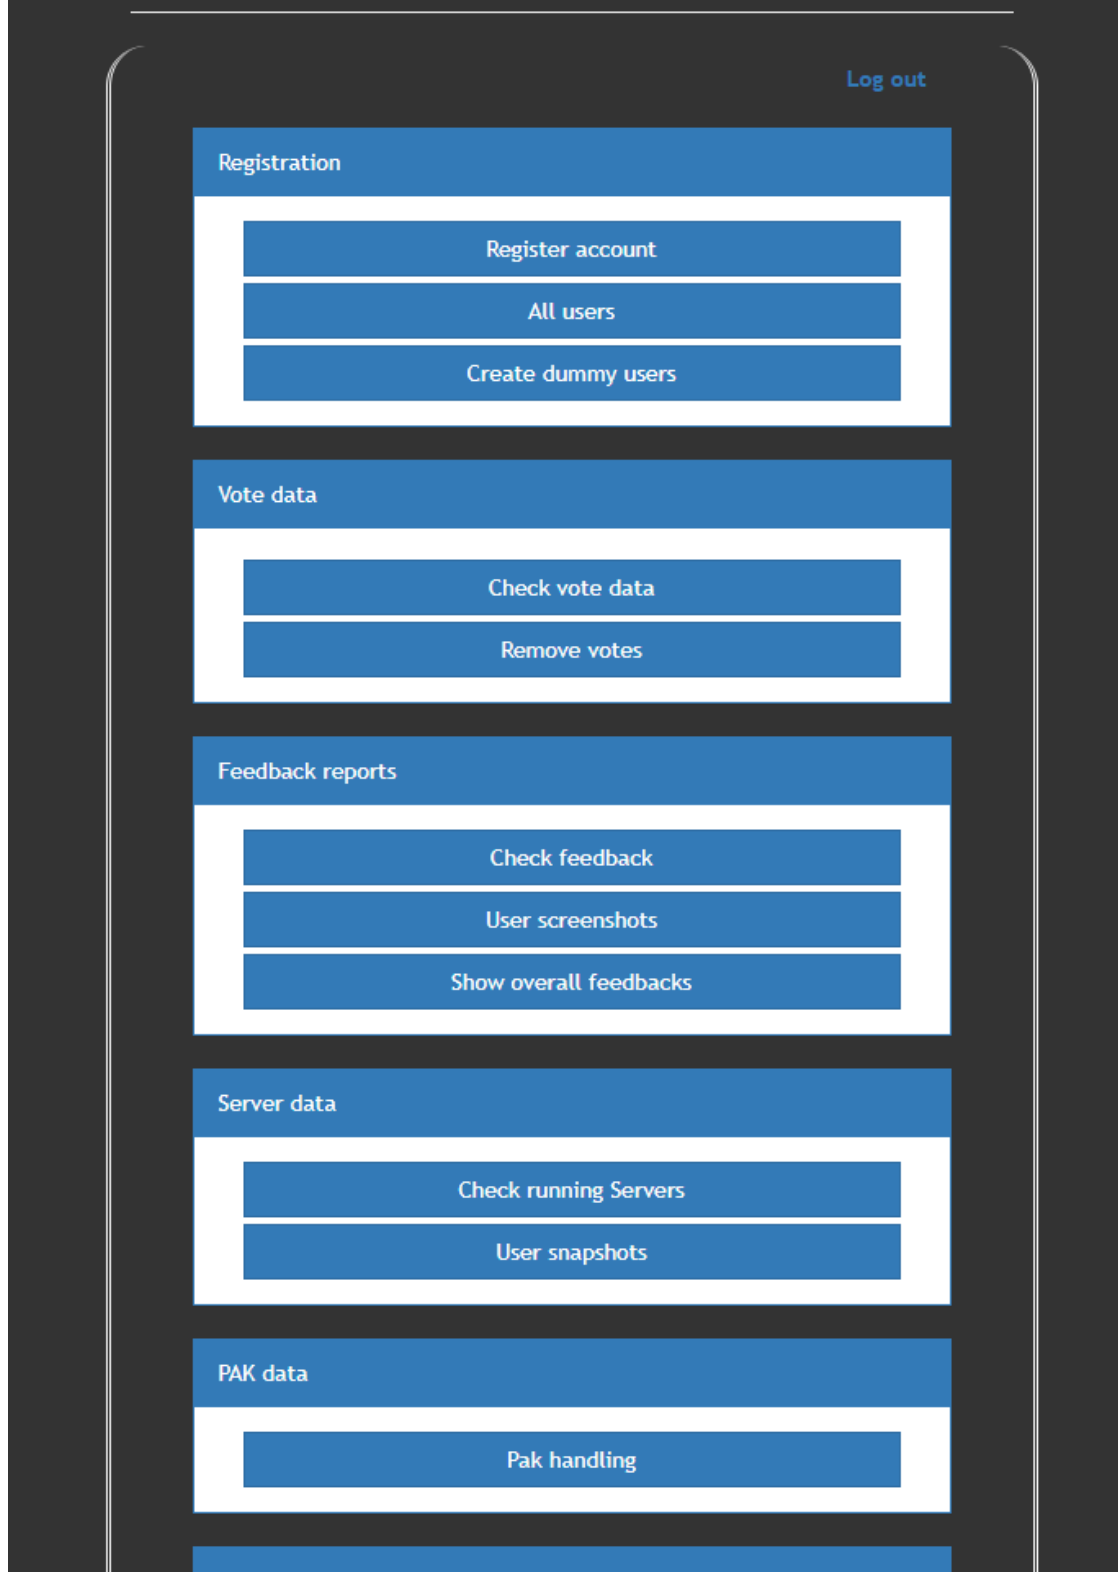 Log out
Registration
Register account
All users
Create dummy users
Vote data
Check vote data
Remove votes
Feedback reports
Check feedback
User screenshots
Show overall feedbacks
Server data
Check running Servers
User snapshots
PAK data
Pak handling